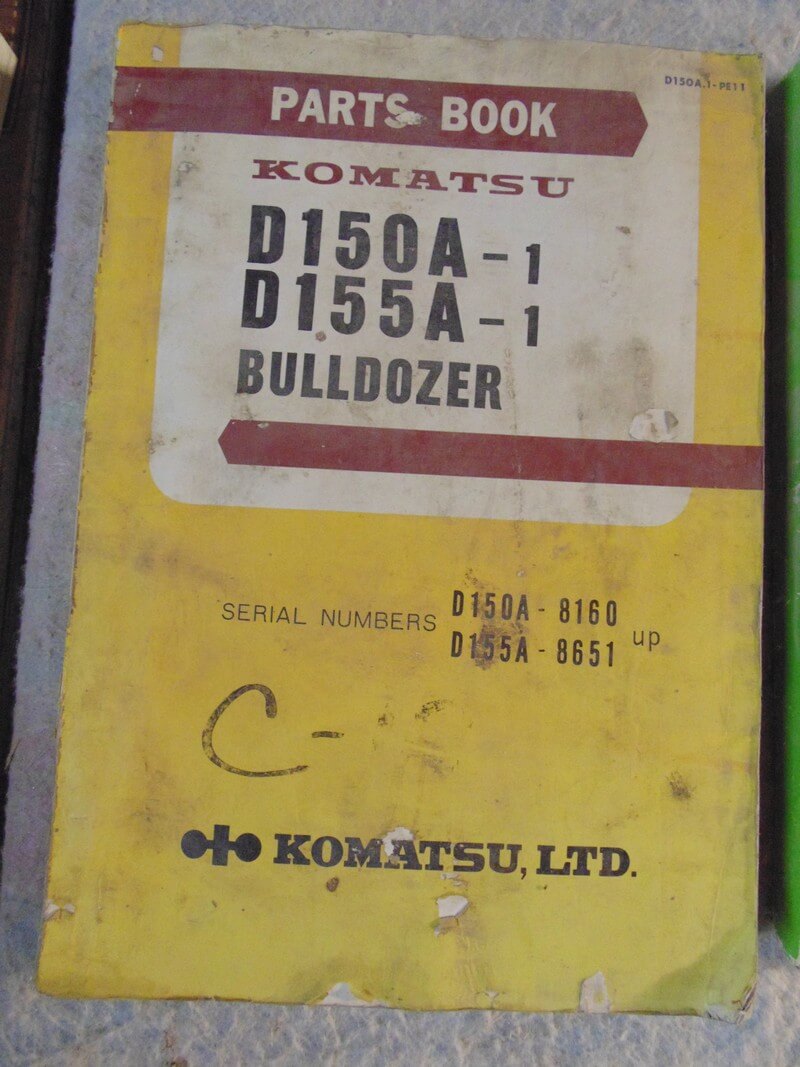 D150A.1-PE11
PARTS BOOK
KOMATSU
D150A-1
D155A-1
BULLDOZER
SERIAL NUMBERS D150A-8160
D155A-8651 up
C-
KOMATSU, LTD.